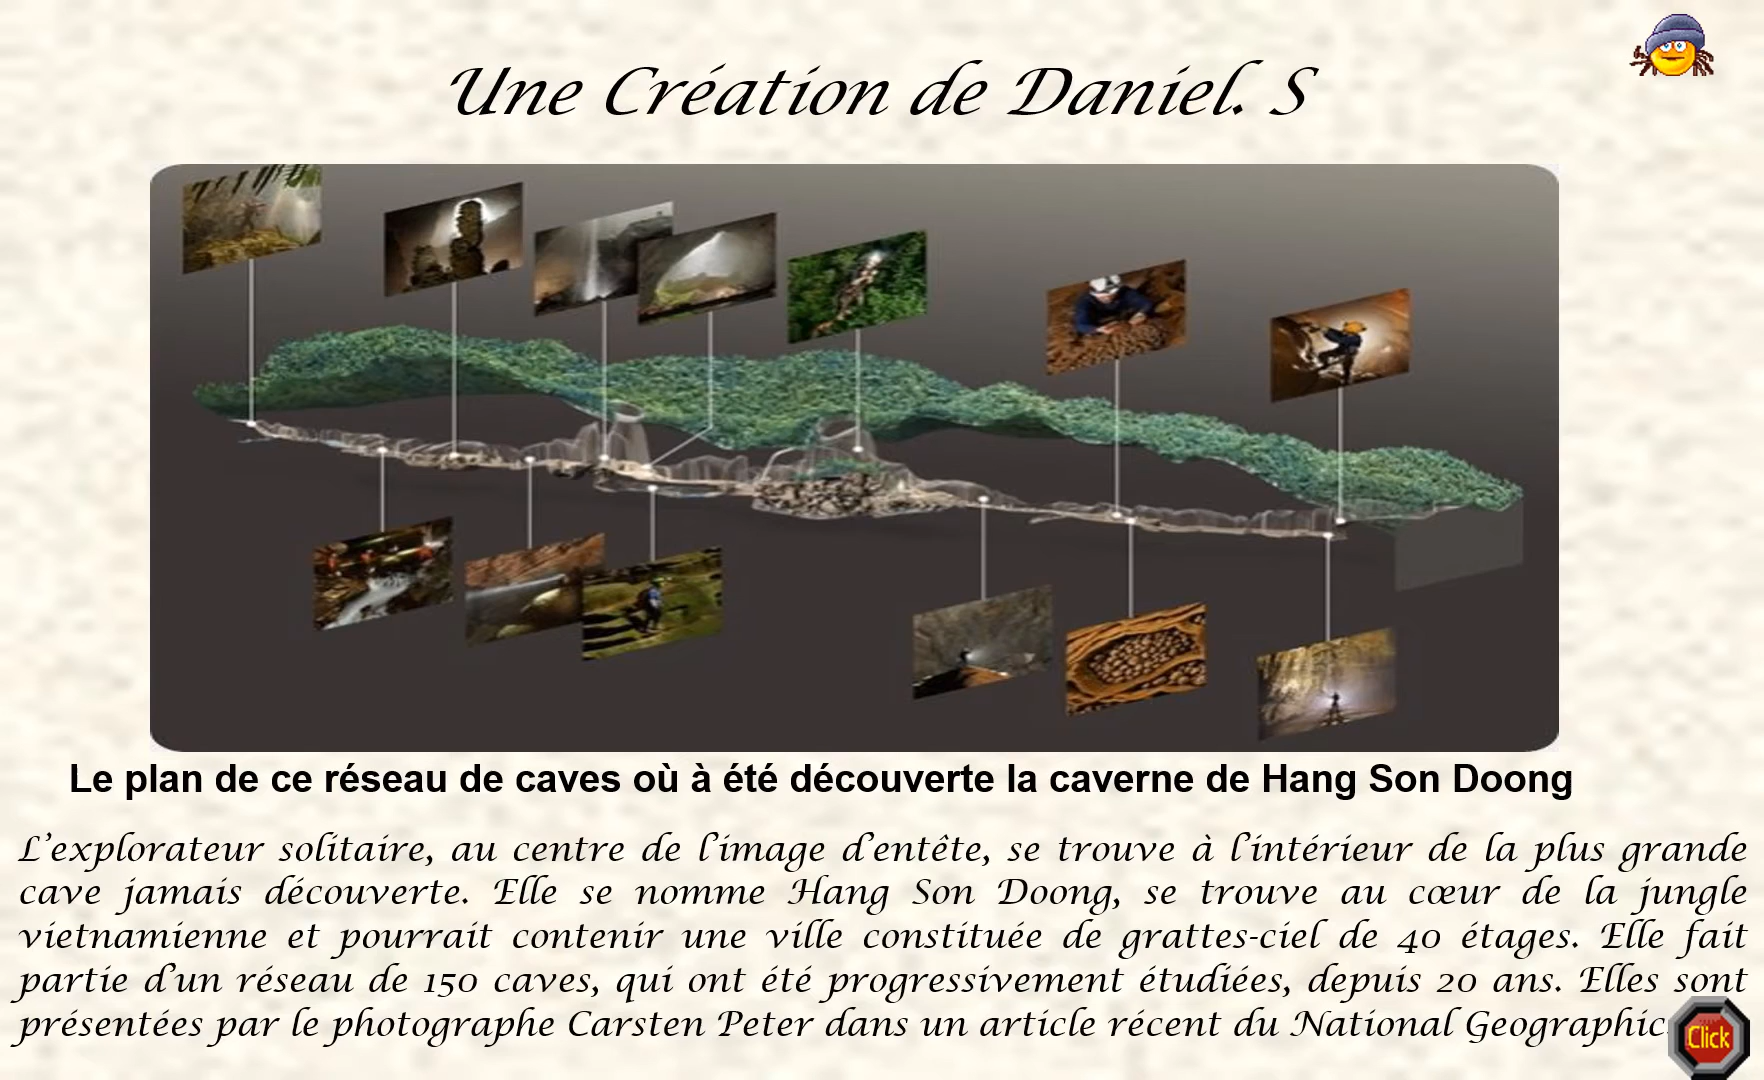 Une Création de Daniel. S
Le plan de ce réseau de caves où à été découverte la caverne de Hang Son Doong
L'explorateur solitaire, au centre de l'image d'entête, se trouve à l'intérieur de la plus grande
cave jamais découverte. Elle se nomme Hang Son Doong, se trouve au cœur de la jungle
vietnamienne et pourrait contenir une ville constituée de grattes-ciel de 40 étages. Elle fait
partie d'un réseau de 150 caves, qui ont été progressivement étudiées, depuis 20 ans. Elles sont
présentées par le photographe Carsten Peter dans un article récent du National Geographic.
Click